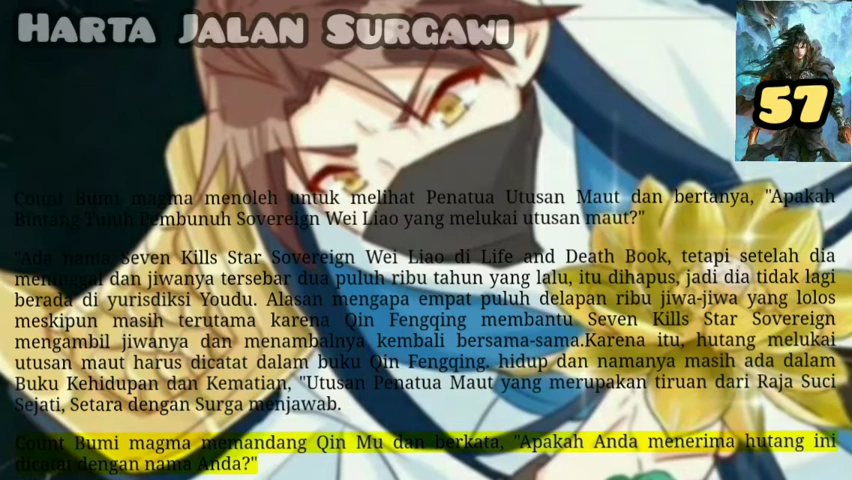 HARTA JALAN SURGAWI
57
Count Bumi magma menoleh untuk melihat Penatua Utusan Maut dan bertanya, "Apakah
Bintang Tujuh Pembunuh Sovereign Wei Liao yang melukai utusan maut?"
"Ada nama Seven Kills Star Sovereign Wei Liao di Life and Death Book, tetapi setelah dia
meninggal dan jiwanya tersebar dua puluh ribu tahun yang lalu, itu dihapus, jadi dia tidak lagi
berada di yurisdiksi Youdu. Alasan mengapa empat puluh delapan ribu jiwa-jiwa yang lolos
meskipun masih terutama karena Qin Fengqing membantu Seven Kills Star Sovereign
mengambil jiwanya dan menambalnya kembali bersama-sama.Karena itu, hutang melukai
utusan maut harus dicatat dalam buku Qin Fengqing. hidup dan namanya masih ada dalam
Buku Kehidupan dan Kematian, "Utusan Penatua Maut yang merupakan tiruan dari Raja Suci
Sejati, Setara dengan Surga menjawab.
Count Bumi magma memandang Qin Mu dan berkata, "Apakah Anda menerima hutang ini
dicatat dengan nama Anda?"